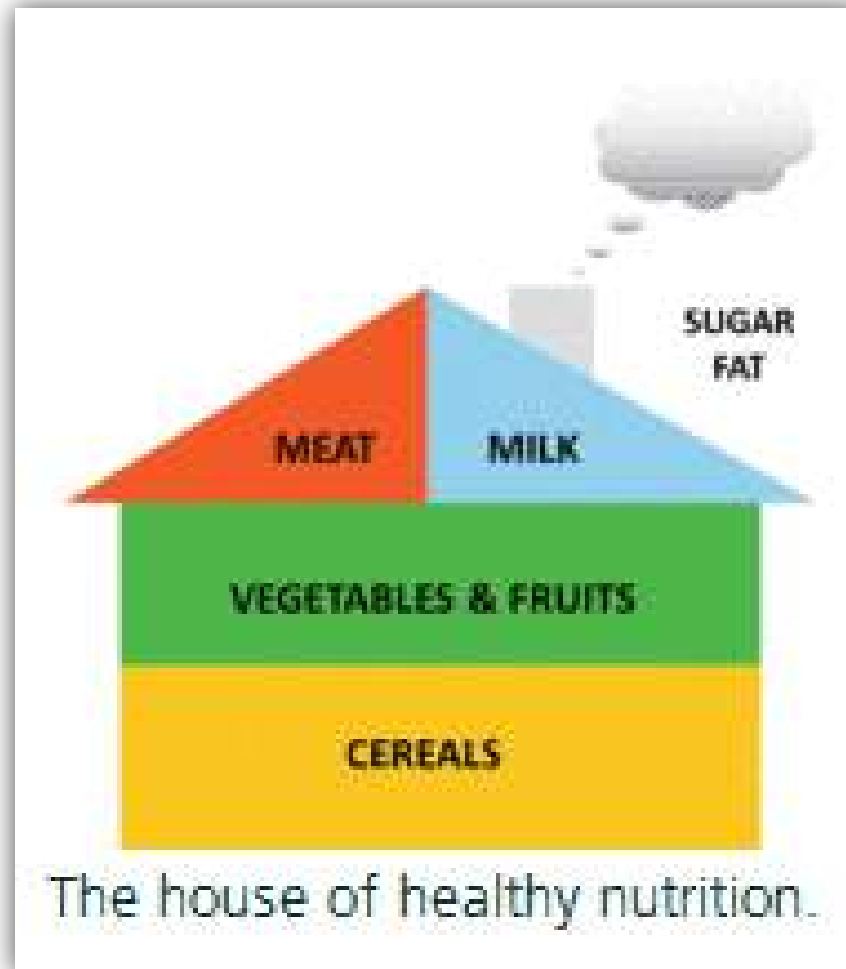 SUGAR
FAT
MEAT MILK
VEGETABLES & FRUITS
CEREALS
The house of healthy nutrition.